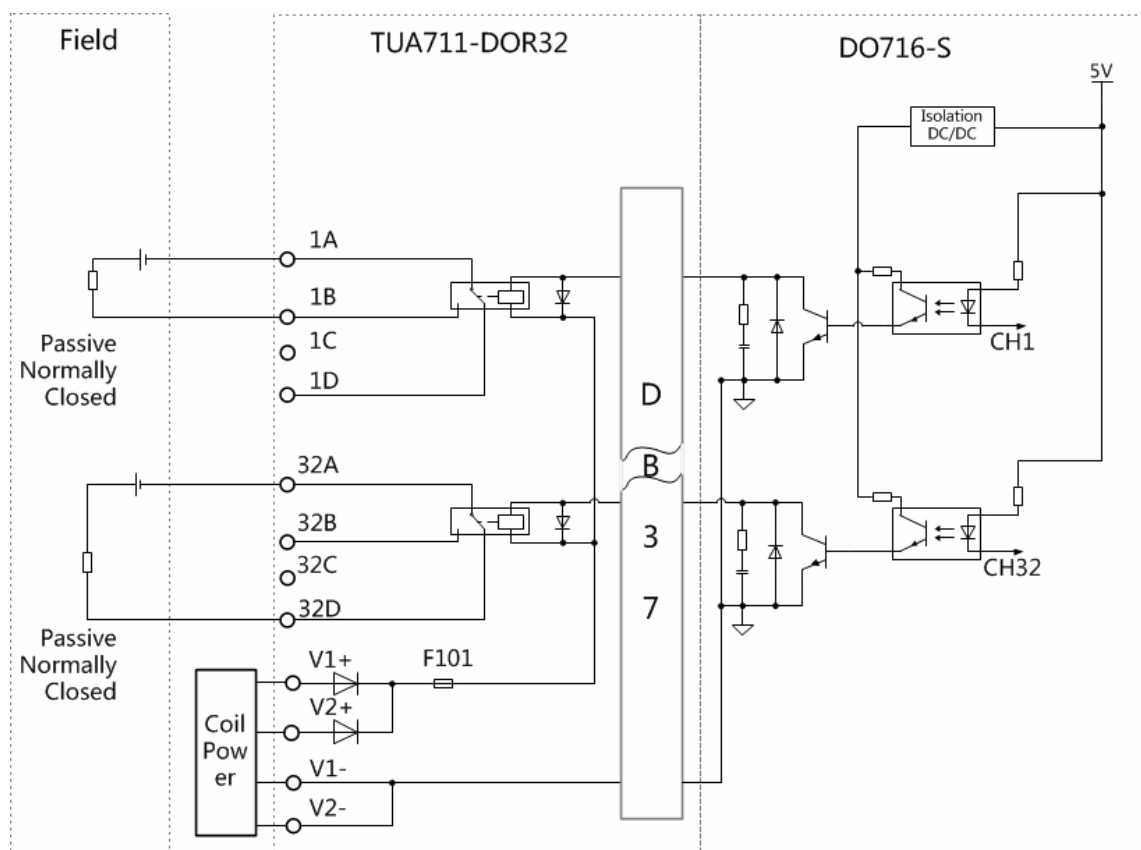 Field
TUA711-DOR32
DO716-S
5V
Isolation
DC/DC
1A
1B
1C
1D
Passive
Normally
Closed
CH1
D
B
3
7
32A
32B
32C
32D
CH32
Passive
Normally
Closed
V1+
F101
V2+
Coil
Pow
er
V1-
V2-